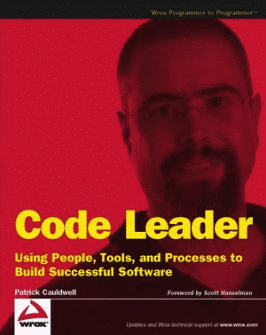 Wrox Programmer to Programmer™
Code Leader
Using People, Tools, and Processes to
Build Successful Software
Patrick Cauldwell
Foreword by Scott Hanselman
wrox™
Updates and Wrox technical support at www.wrox.com